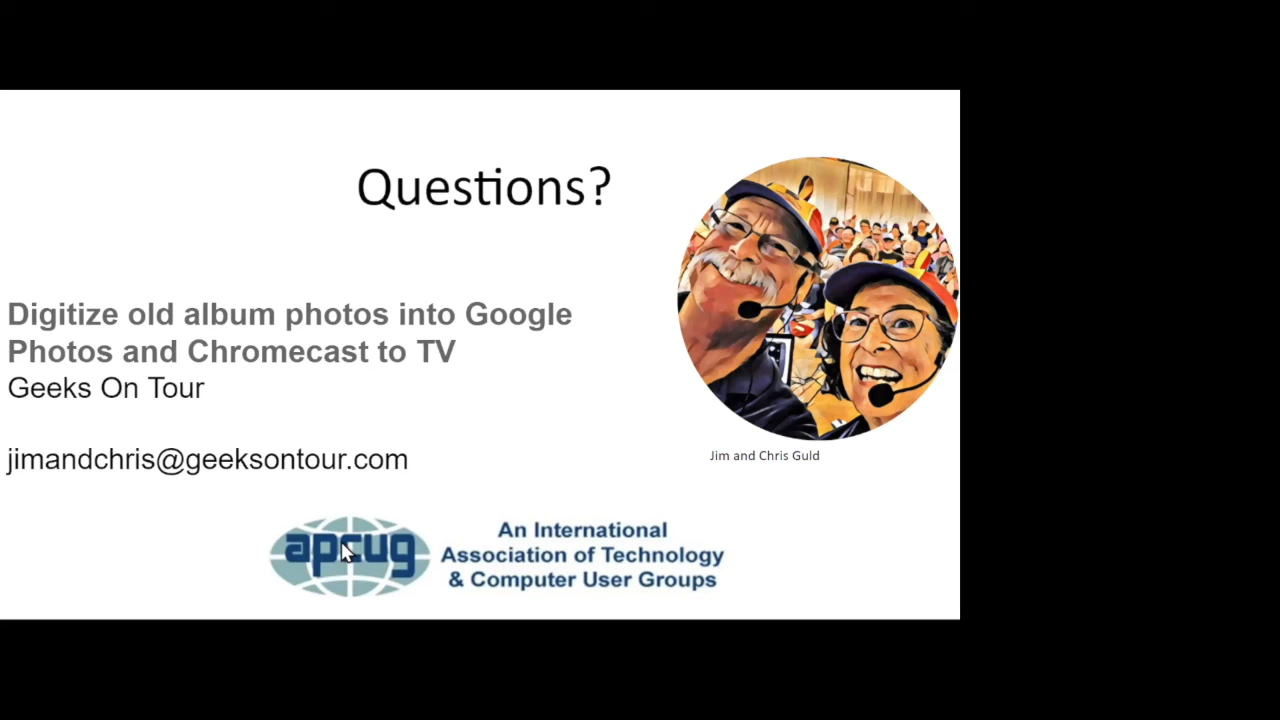 Questions?
Digitize old album photos into Google
Photos and Chromecast to TV
Geeks On Tour
jimandchris@geeksontour.com
Jim and Chris Guld
apcug
An International
Association of Technology
& Computer User Groups